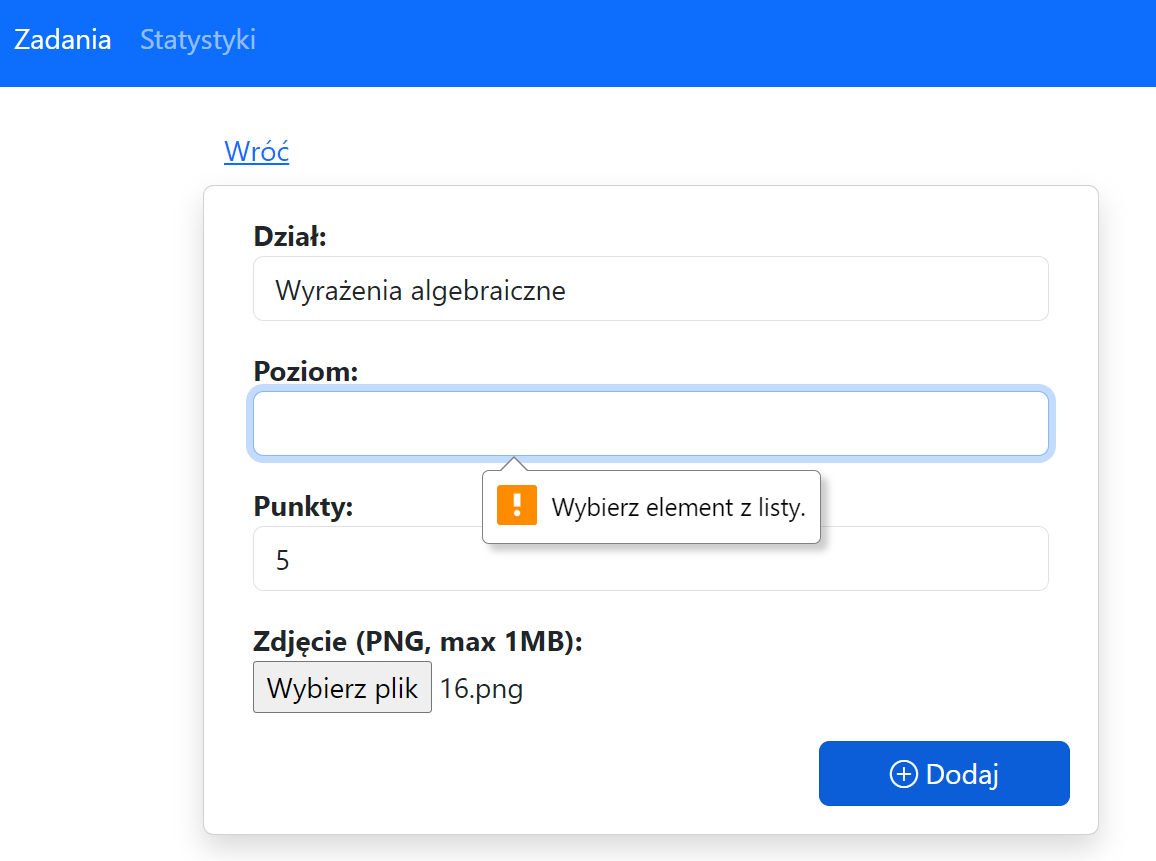 Zadania Statystyki
Wróć
Dział:
Wyrażenia algebraiczne
Poziom:
Wybierz element z listy.
Punkty:
5
Zdjęcie (PNG, max 1MB):
Wybierz plik 16.png
Dodaj